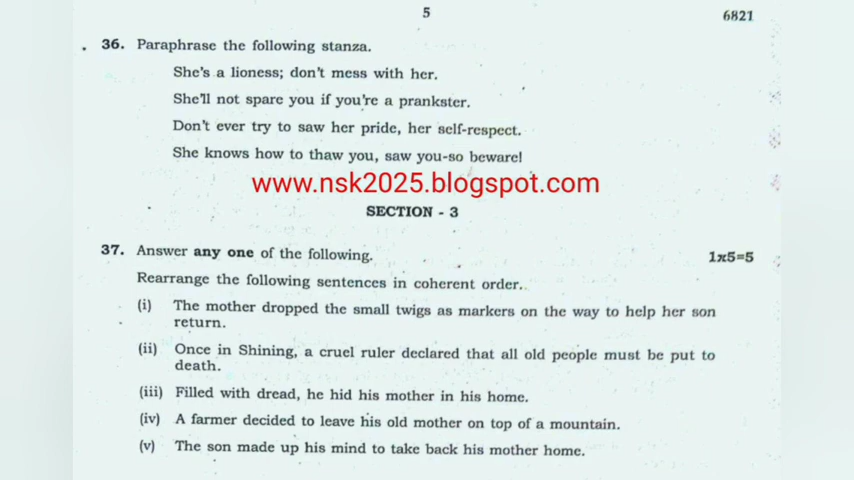 5
6821
36. Paraphrase the following stanza.
She's a lioness; don't mess with her.
She'll not spare you if you're a prankster.
Don't ever try to saw her pride, her self-respect.
She knows how to thaw you, saw you-so beware!
www.nsk2025.blogspot.com
SECTION - 3
37. Answer any one of the following. 1x5=5
Rearrange the following sentences in coherent order.
(i) The mother dropped the small twigs as markers on the way to help her son
return.
(ii) Once in Shining, a cruel ruler declared that all old people must be put to
death.
(iii) Filled with dread, he hid his mother in his home.
(iv) A farmer decided to leave his old mother on top of a mountain.
(v) The son made up his mind to take back his mother home.